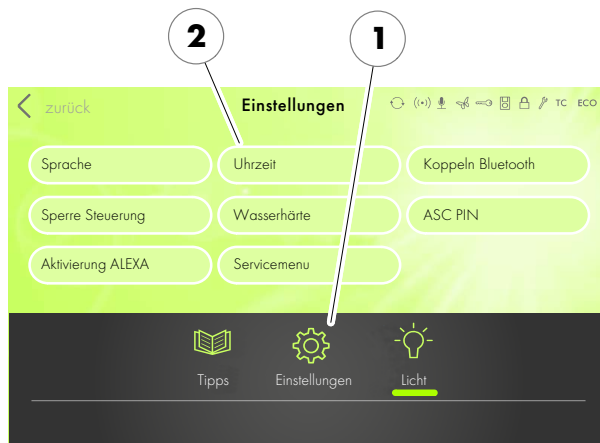 2 1
zurück Einstellungen TC ECO
Sprache Uhrzeit Koppeln Bluetooth
Sperre Steuerung Wasserhärte ASC PIN
Aktivierung ALEXA Servicemenu
Tipps Einstellungen Licht